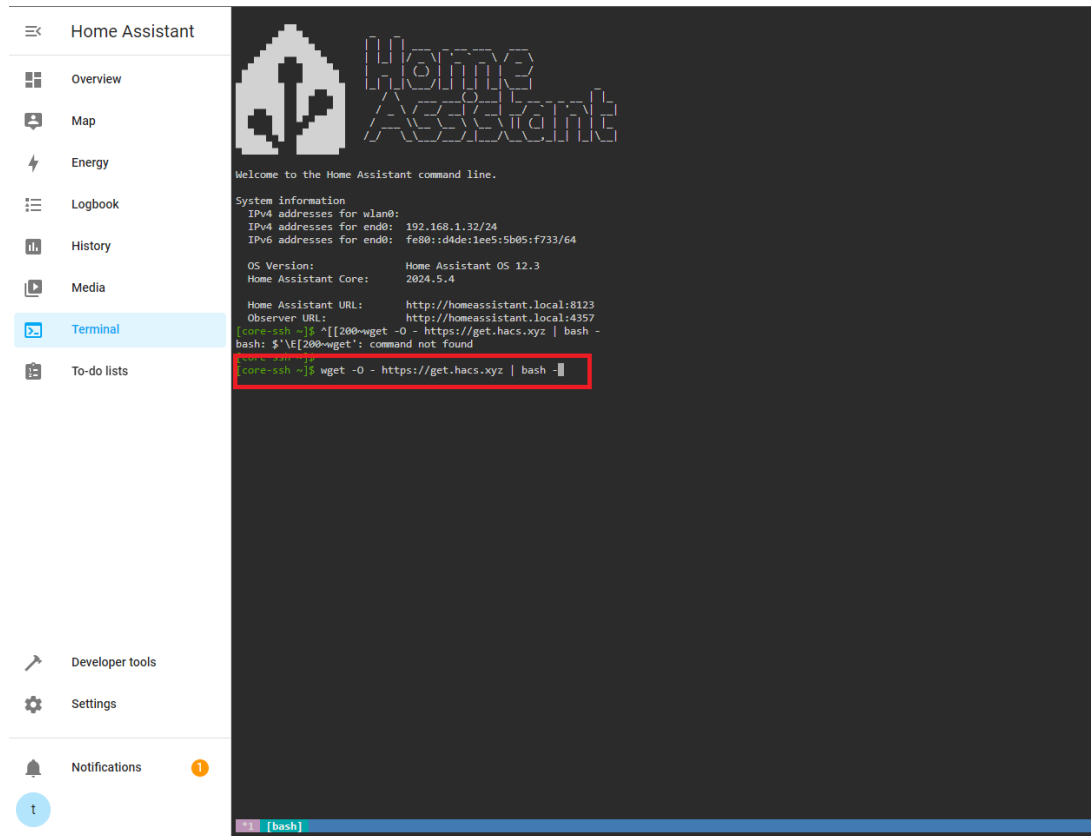 Home Assistant
Overview
Map
Energy
Logbook
History
Media
Terminal
To-do lists
Developer tools
Settings
Notifications 1
t
Home
Assistant
Welcome to the Home Assistant command line.
System information
IPv4 addresses for wlan0:
IPv4 addresses for end0: 192.168.1.32/24
IPv6 addresses for end0: fe80::d4de:1ee5:5b05:f733/64
OS Version: Home Assistant OS 12.3
Home Assistant Core: 2024.5.4
Home Assistant URL: http://homeassistant.local:8123
Observer URL: http://homeassistant.local:4357
[core-ssh ~]$ ^[[200~wget -O - https://get.hacs.xyz | bash -
bash: $'\E[200~wget': command not found
[core-ssh ~]$
[core-ssh ~]$ wget -O - https://get.hacs.xyz | bash -
*1 [bash]